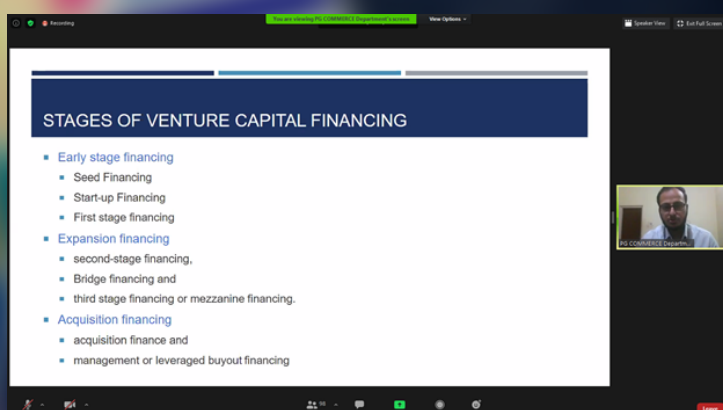 Recording
You are viewing PG COMMERCE Department's screen
View Options
Speaker View
Exit Full Screen
STAGES OF VENTURE CAPITAL FINANCING
Early stage financing
Seed Financing
Start-up Financing
First stage financing
Expansion financing
second-stage financing,
Bridge financing and
third stage financing or mezzanine financing.
Acquisition financing
acquisition finance and
management or leveraged buyout financing
PG COMMERCE Departm...
Leave